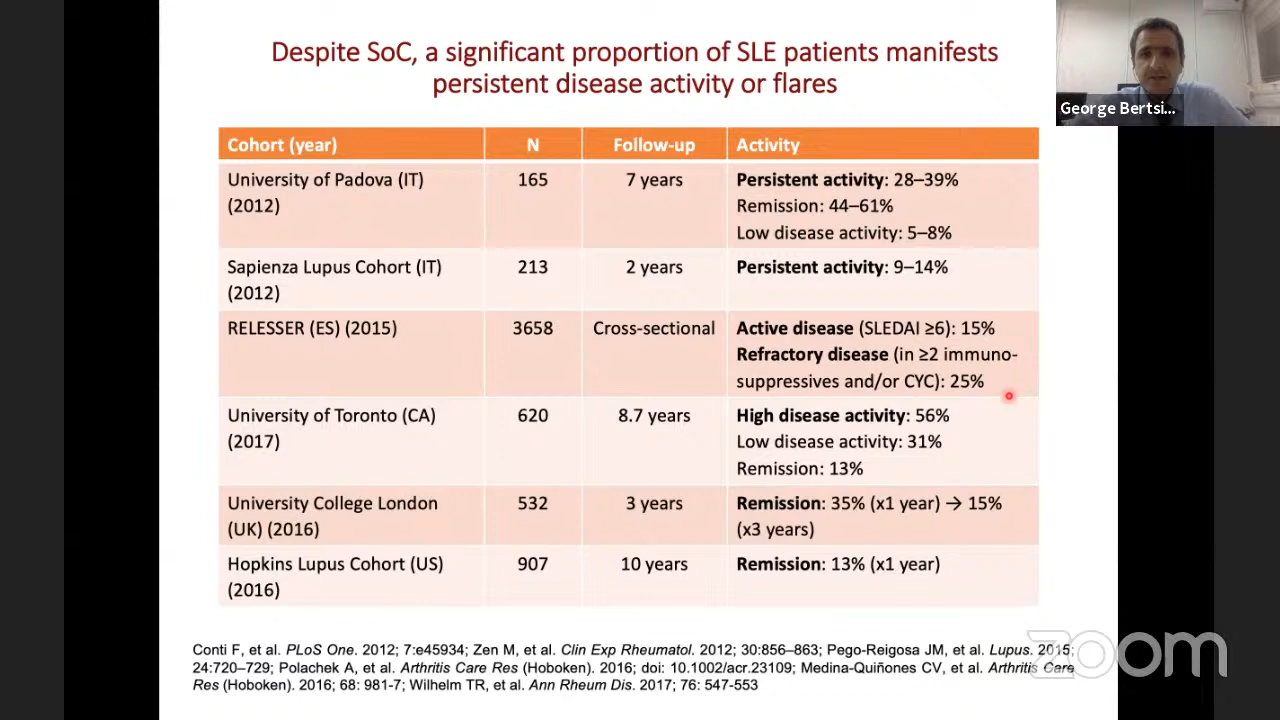 Despite SoC, a significant proportion of SLE patients manifests
persistent disease activity or flares
George Bertsi...
Cohort (year) N Follow-up Activity
University of Padova (IT) 165 7 years Persistent activity: 28–39%
(2012) Remission: 44–61%
Low disease activity: 5–8%
Sapienza Lupus Cohort (IT) 213 2 years Persistent activity: 9–14%
(2012)
RELESSER (ES) (2015) 3658 Cross-sectional Active disease (SLEDAI ≥6): 15%
Refractory disease (in ≥2 immuno-
suppressives and/or CYC): 25%
University of Toronto (CA) 620 8.7 years High disease activity: 56%
(2017) Low disease activity: 31%
Remission: 13%
University College London 532 3 years Remission: 35% (x1 year) → 15%
(UK) (2016) (x3 years)
Hopkins Lupus Cohort (US) 907 10 years Remission: 13% (x1 year)
(2016)
Conti F, et al. PLoS One. 2012; 7:e45934; Zen M, et al. Clin Exp Rheumatol. 2012; 30:856–863; Pego-Reigosa JM, et al. Lupus. 2015;
24:720–729; Polachek A, et al. Arthritis Care Res (Hoboken). 2016; doi: 10.1002/acr.23109; Medina-Quiñones CV, et al. Arthritis Care
Res (Hoboken). 2016; 68: 981-7; Wilhelm TR, et al. Ann Rheum Dis. 2017; 76: 547-553
zoom